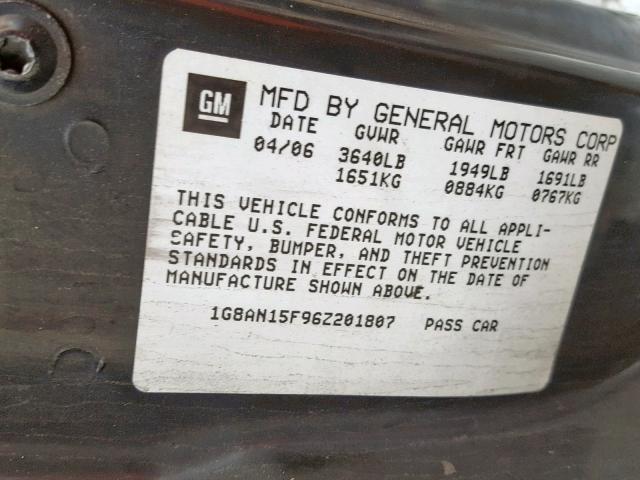 GM
MFD BY GENERAL MOTORS CORP
DATE GVWR GAWR FRT GAWR RR
04/06 3640LB 1949LB 1691LB
1651KG 0884KG 0767KG
THIS VEHICLE CONFORMS TO ALL APPLI-
CABLE U.S. FEDERAL MOTOR VEHICLE
SAFETY, BUMPER, AND THEFT PREVENTION
STANDARDS IN EFFECT ON THE DATE OF
MANUFACTURE SHOWN ABOVE.
1G8AN15F96Z201807 PASS CAR